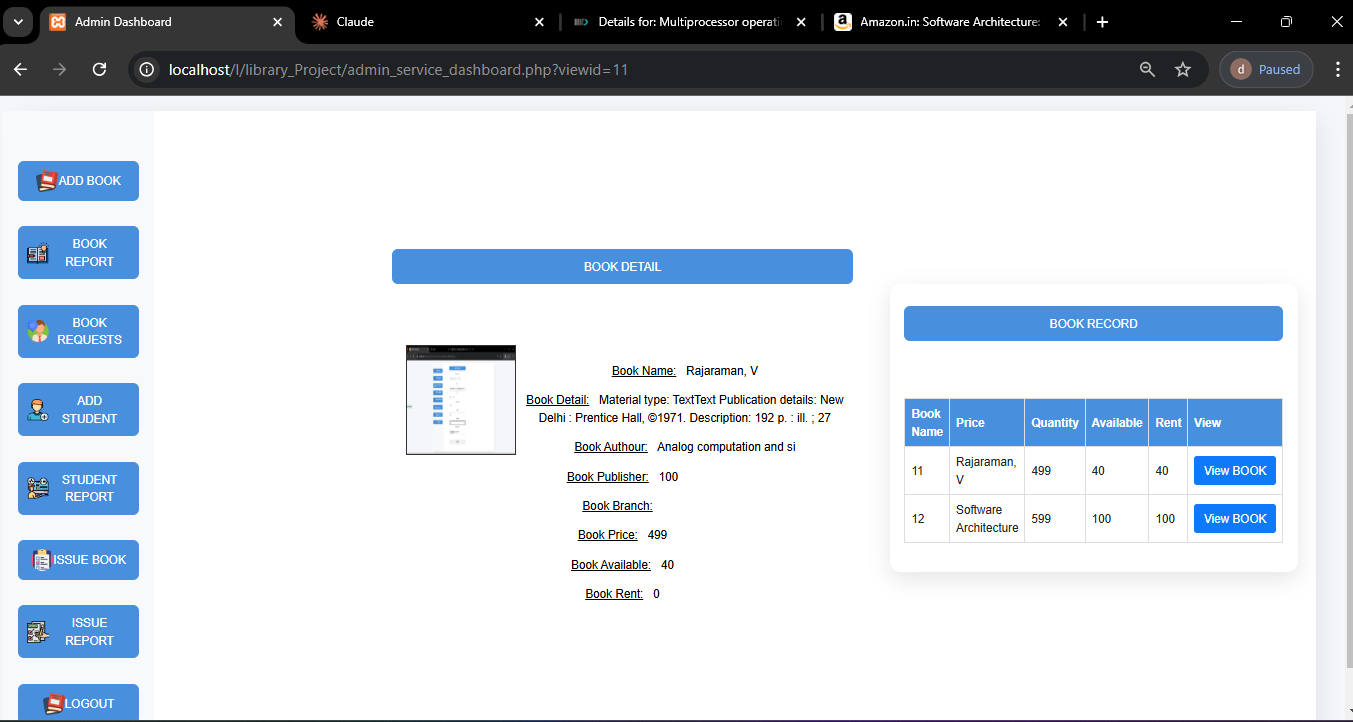 Admin Dashboard
Claude
Details for: Multiprocessor operati
Amazon.in: Software Architecture:
localhost/l/library_Project/admin_service_dashboard.php?viewid=11
d
Paused
ADD BOOK
BOOK
REPORT
BOOK
REQUESTS
ADD
STUDENT
STUDENT
REPORT
ISSUE BOOK
ISSUE
REPORT
LOGOUT
BOOK DETAIL
Book Name: Rajaraman, V
Book Detail: Material type: TextText Publication details: New
Delhi : Prentice Hall, ©1971. Description: 192 p. : ill. ; 27
Book Authour: Analog computation and si
Book Publisher: 100
Book Branch:
Book Price: 499
Book Available: 40
Book Rent: 0
BOOK RECORD
Book
Name Price Quantity Available Rent View
11 Rajaraman,
V 499 40 40 View BOOK
12 Software
Architecture 599 100 100 View BOOK